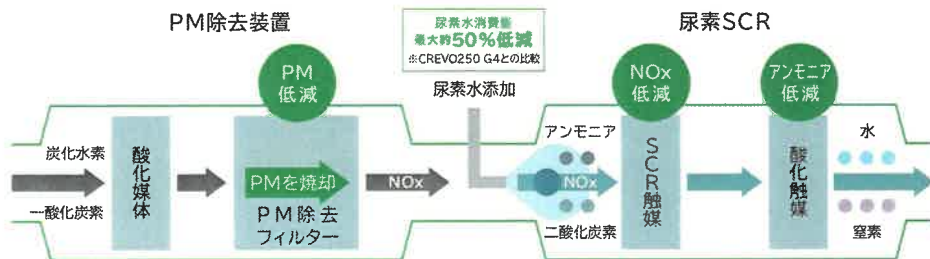 PM除去装置
尿素水消費量
最大約50%低減
※CREVO250 G4との比較
尿素水添加
尿素SCR
PM
低減
NOx
低減
アンモニア
低減
炭化水素
一酸化炭素
酸化媒体
PMを焼却
PM除去
フィルター
NOx
アンモニア
NOx
二酸化炭素
SCR触媒
酸化触媒
水
窒素